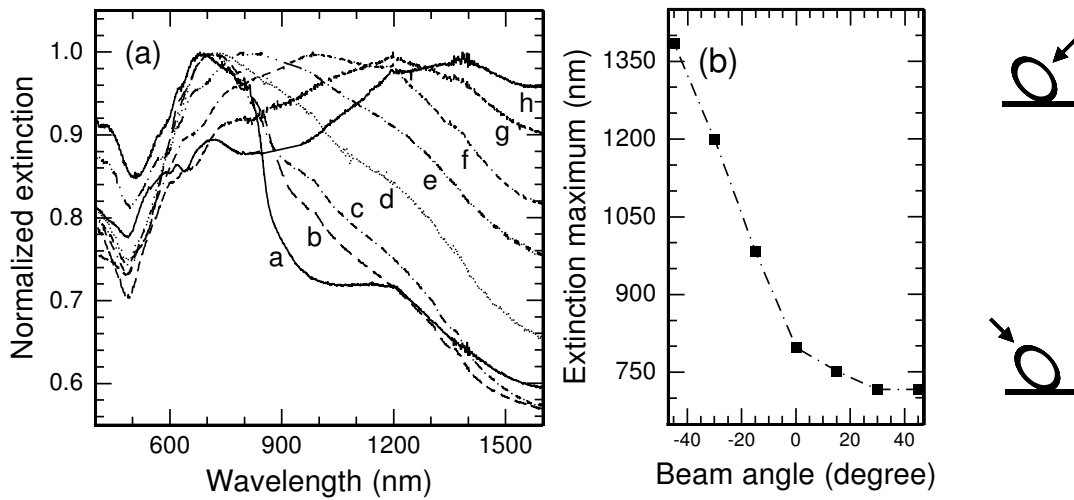 (a)
Normalized extinction
1.0
0.9
0.8
0.7
0.6
a
b
c
d
e
f
g
h
600
900
1200
1500
Wavelength (nm)
(b)
Extinction maximum (nm)
1350
1200
1050
900
750
-40
-20
0
20
40
Beam angle (degree)